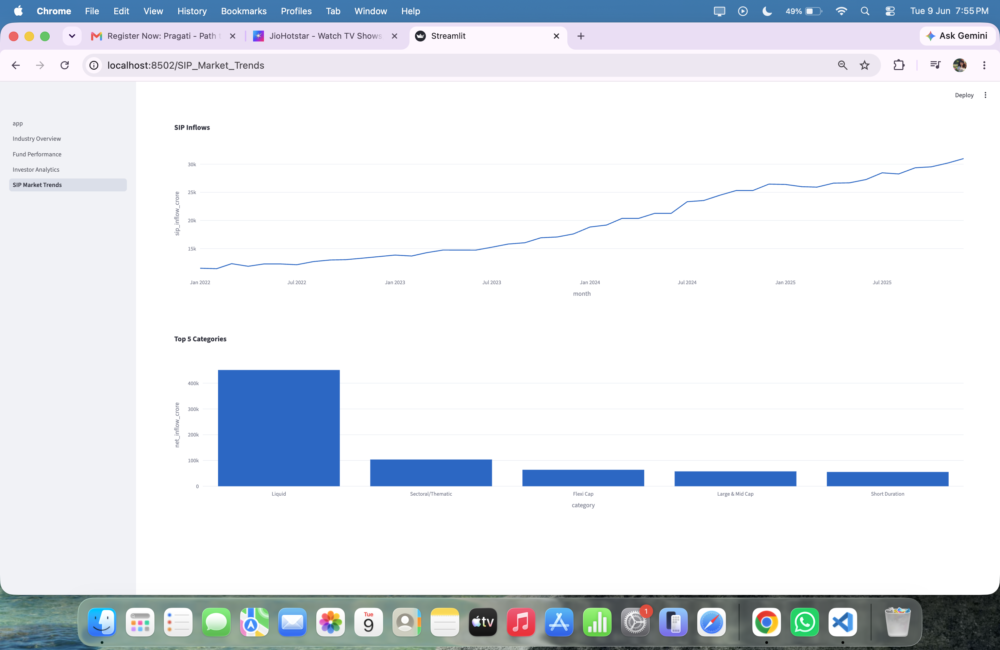 Chrome File Edit View History Bookmarks Profiles Tab Window Help 49% Tue 9 Jun 7:55 PM
Register Now: Pragati - Path t JioHotstar - Watch TV Shows, Streamlit Ask Gemini
localhost:8502/SIP_Market_Trends
Deploy
app
Industry Overview
Fund Performance
Investor Analytics
SIP Market Trends
SIP Inflows
30k
25k
20k
15k
sip_inflow_crore
Jan 2022 Jul 2022 Jan 2023 Jul 2023 Jan 2024 Jul 2024 Jan 2025 Jul 2025
month
Top 5 Categories
400k
300k
200k
100k
0
net_inflow_crore
Liquid Sectoral/Thematic Flexi Cap Large & Mid Cap Short Duration
category
Tue
9
tv
1